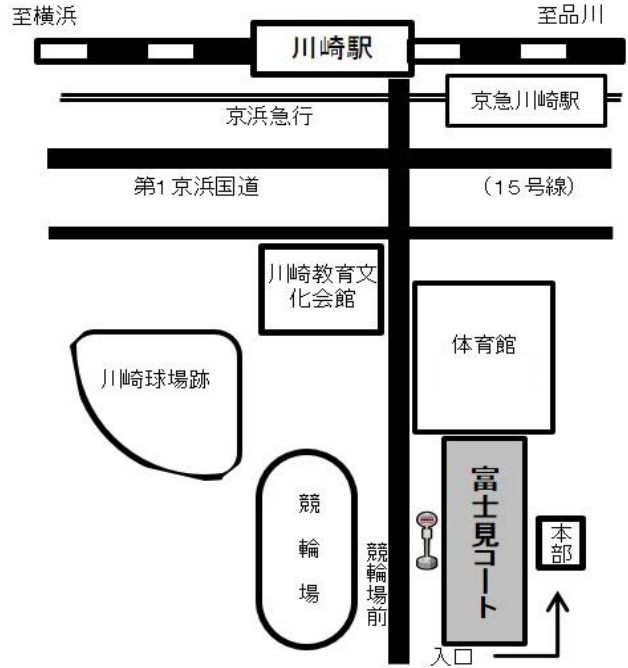 至横浜
至品川
川崎駅
京急川崎駅
京浜急行
第1京浜国道
（15号線）
川崎教育文
化会館
体育館
川崎球場跡
競輪場
競輪場前
富士見コート
本部
入口